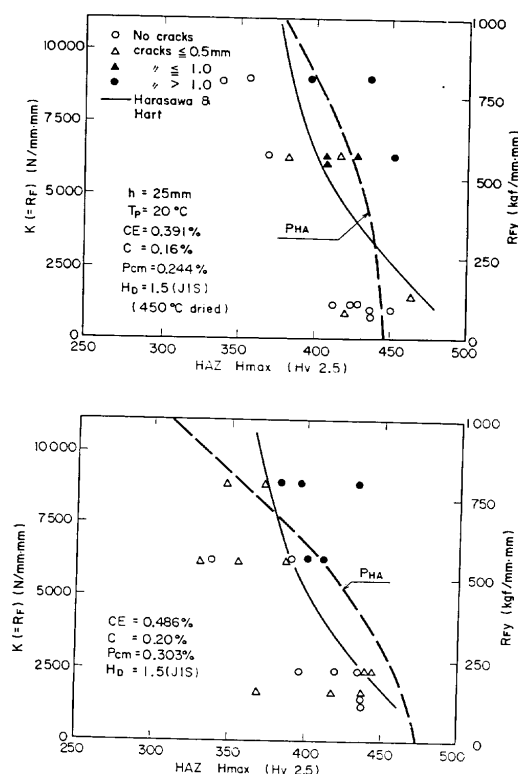 10000
7500
5000
2500
0
K (=RF) (N/mm·mm)
1000
750
500
250
0
RFy (kgf/mm·mm)
○ No cracks
△ cracks ≦ 0.5mm
▲ 〃 ≦ 1.0
● 〃 > 1.0
— Harasawa &
Hart
h = 25mm
TP = 20 °C
CE = 0.391%
C = 0.16%
Pcm = 0.244%
HD = 1.5 (JIS)
(450 °C dried)
PHA
250 300 350 400 450 500
HAZ Hmax (Hv 2.5)
10000
7500
5000
2500
0
K (=RF) (N/mm·mm)
1000
750
500
250
0
RFy (kgf/mm·mm)
PHA
CE = 0.486%
C = 0.20%
Pcm = 0.303%
HD = 1.5 (JIS)
250 300 350 400 450 500
HAZ Hmax (Hv 2.5)